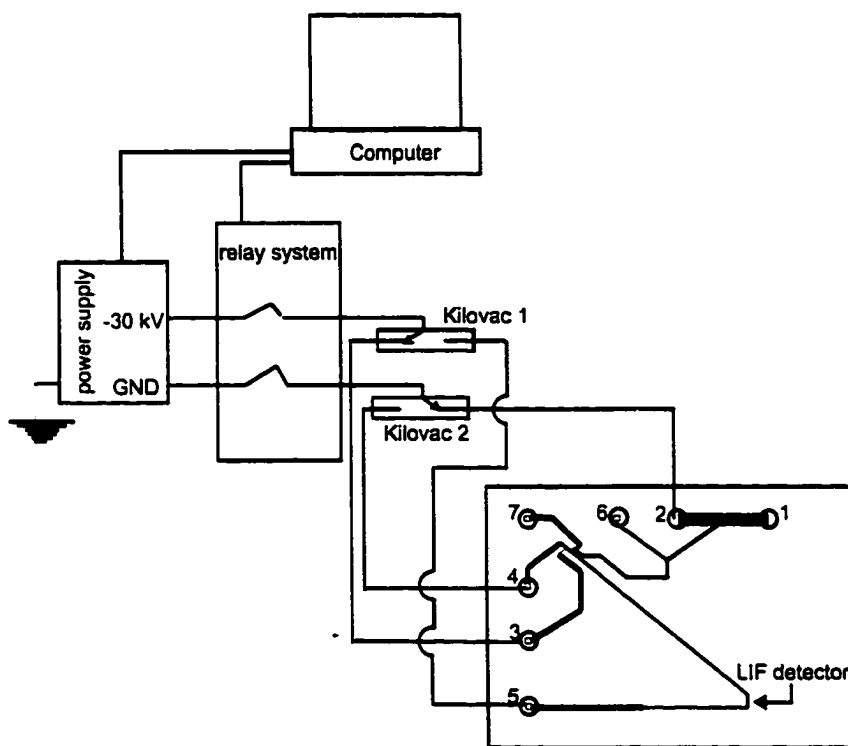 Computer
relay system
power supply
-30 kV
GND
Kilovac 1
Kilovac 2
7
6
2
1
4
3
5
LIF detector